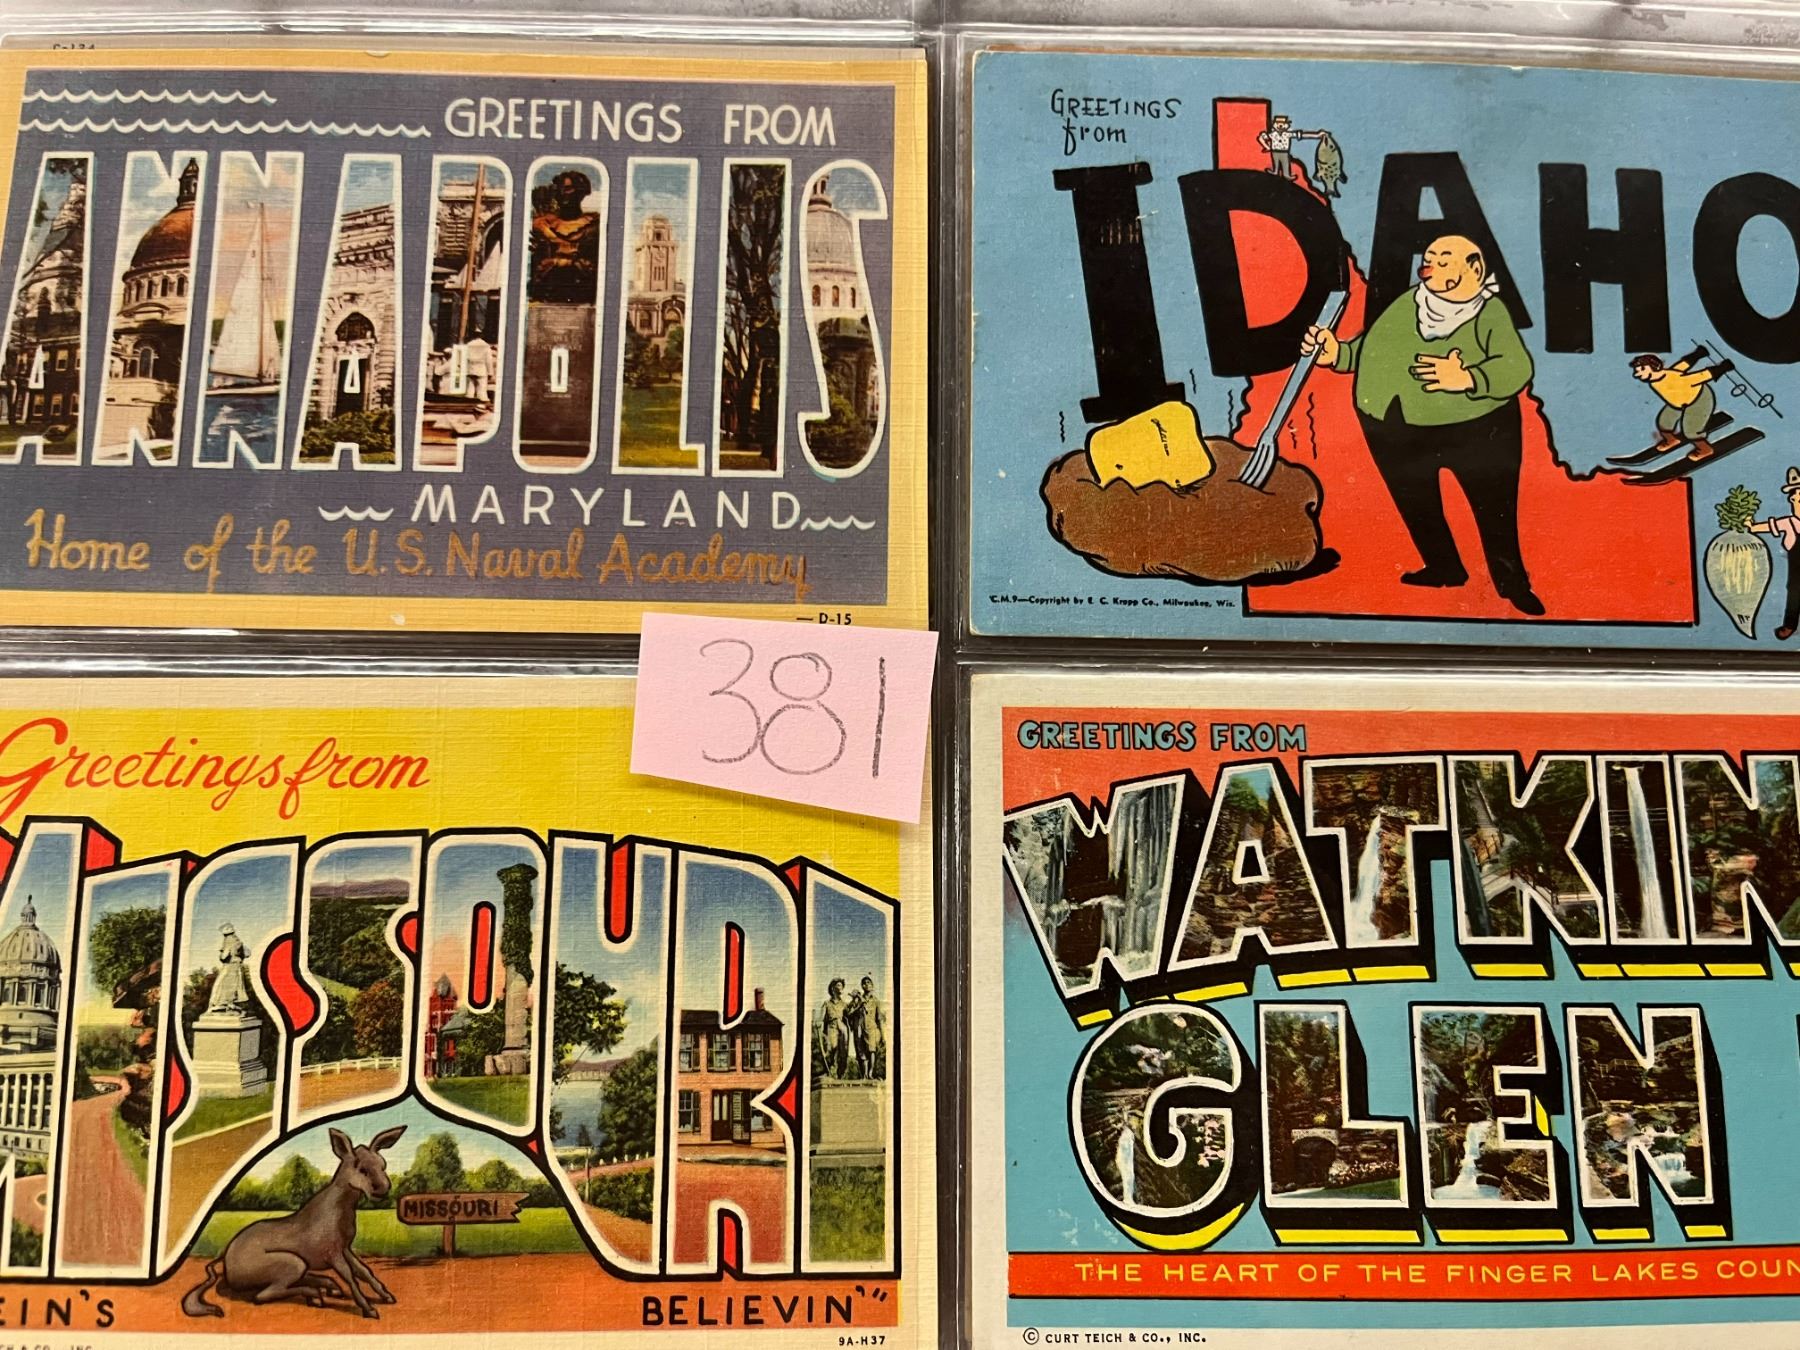 GREETINGS FROM
ANNAPOLIS
MARYLAND
Home of the U.S. Naval Academy
D-15
GREETINGS
from
IDAHO
C.M.9—Copyright by E. C. Kropp Co., Milwaukee, Wis.
381
Greetings from
MISSOURI
MISSOURI
EIN'S BELIEVIN'"
9A-H37
GREETINGS FROM
WATKIN
GLEN
THE HEART OF THE FINGER LAKES COUN
© CURT TEICH & CO., INC.